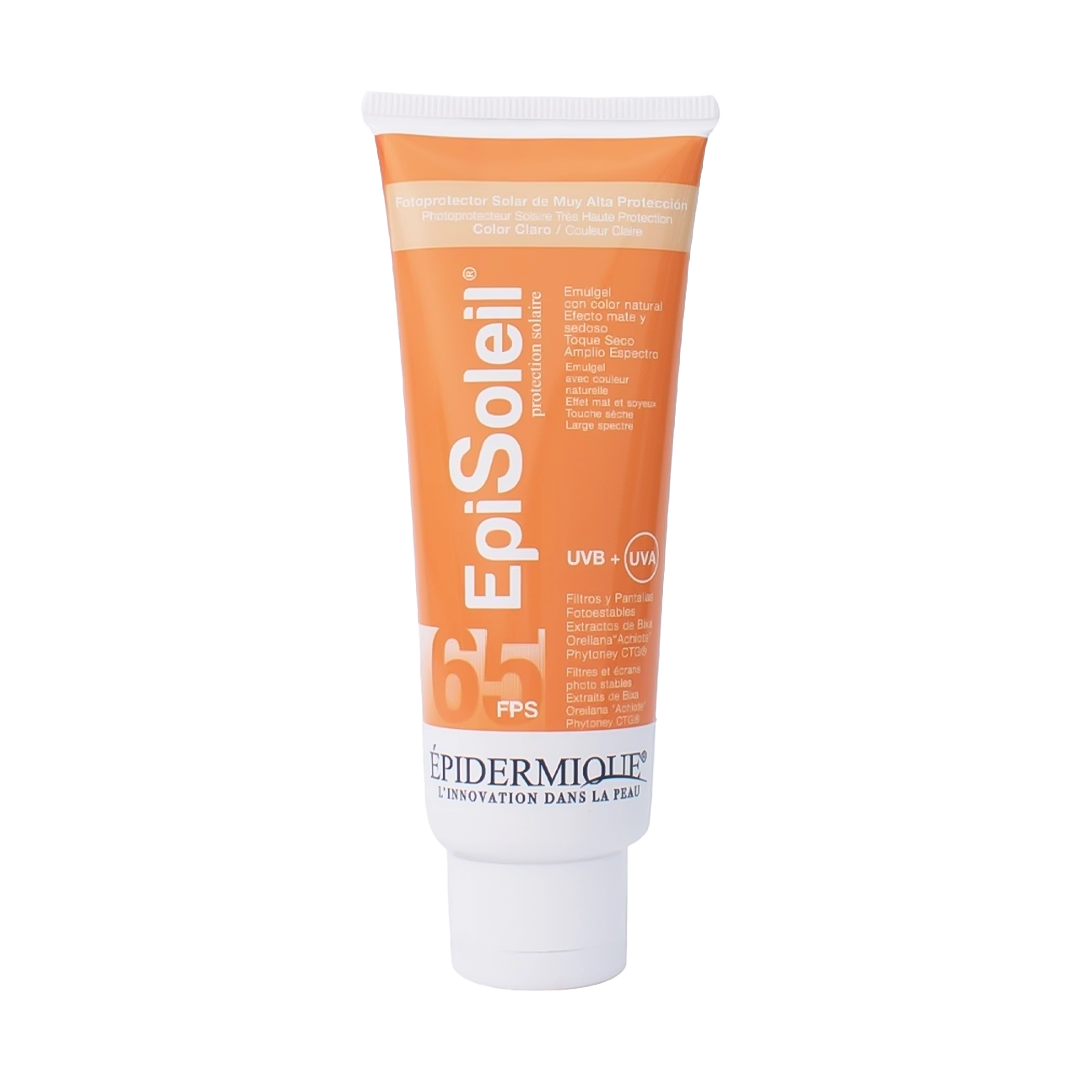 Fotoprotector Solar de Muy Alta Protección
Photoprotecteur Solaire Trés Haute Protection
Color Claro / Couleur Claire
EpiSoleil®
protection solaire
Emulgel
con color natural
Efecto mate y
sedoso
Toque Seco
Amplio Espectro
Emulgel
avec couleur
naturelle
Effet mat et soyeux
Touche sèche
Large spectre
UVB + UVA
Filtros y Pantallas
Fotoestables
Extractos de Bixa
Orellana "Achiote"
Phytoney CTG®
Filtres et écrans
photo stables
Extraits de Bixa
Orellana "Achiote"
Phytoney CTG®
65
FPS
ÉPIDERMIQUE®
L'INNOVATION DANS LA PEAU